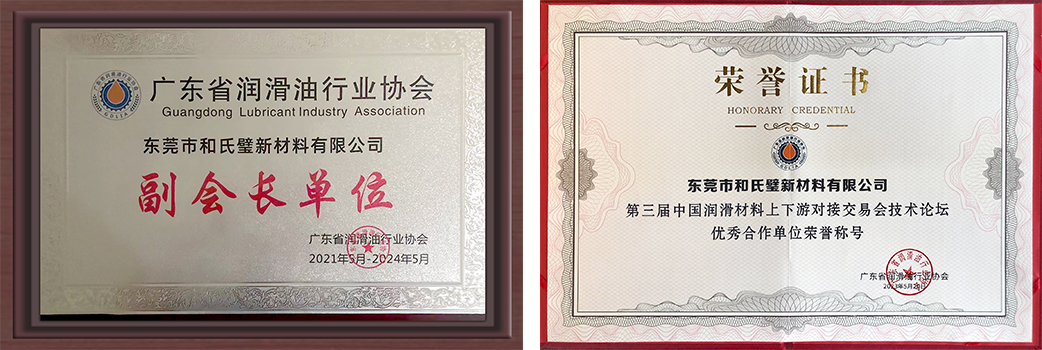 广东省润滑油行业协会
Guangdong Lubricant Industry Association
GDLIA
东莞市和氏璧新材料有限公司
副会长单位
广东省润滑油行业协会
2021年5月-2024年5月
荣誉证书
HONORARY CREDENTIAL
东莞市和氏璧新材料有限公司
第三届中国润滑材料上下游对接交易会技术论坛
优秀合作单位荣誉称号
广东省润滑油行业协会